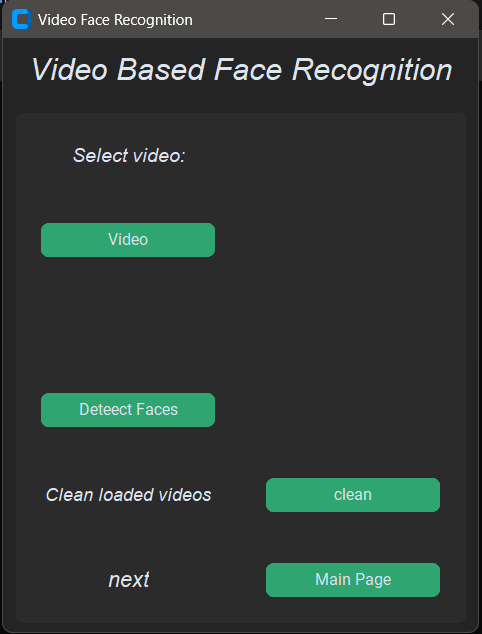 Video Face Recognition
Video Based Face Recognition
Select video:
Video
Deteect Faces
Clean loaded videos
clean
next
Main Page